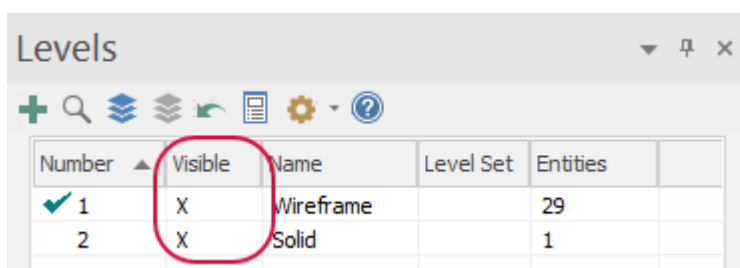 Levels
Number Visible Name Level Set Entities
1 X Wireframe 29
2 X Solid 1